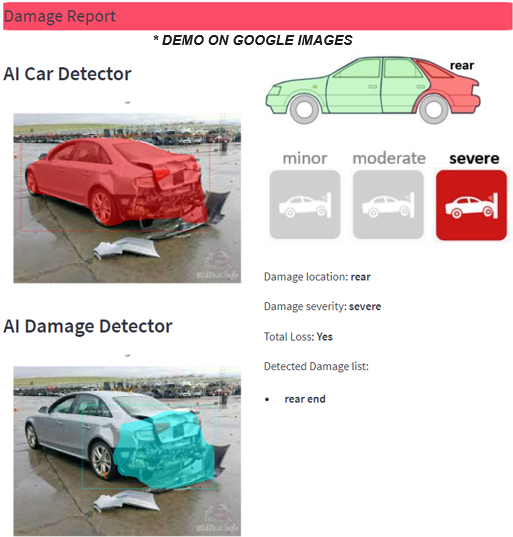 Damage Report
* DEMO ON GOOGLE IMAGES
AI Car Detector
rear
minor moderate severe
Damage location: rear
Damage severity: severe
Total Loss: Yes
Detected Damage list:
• rear end
AI Damage Detector